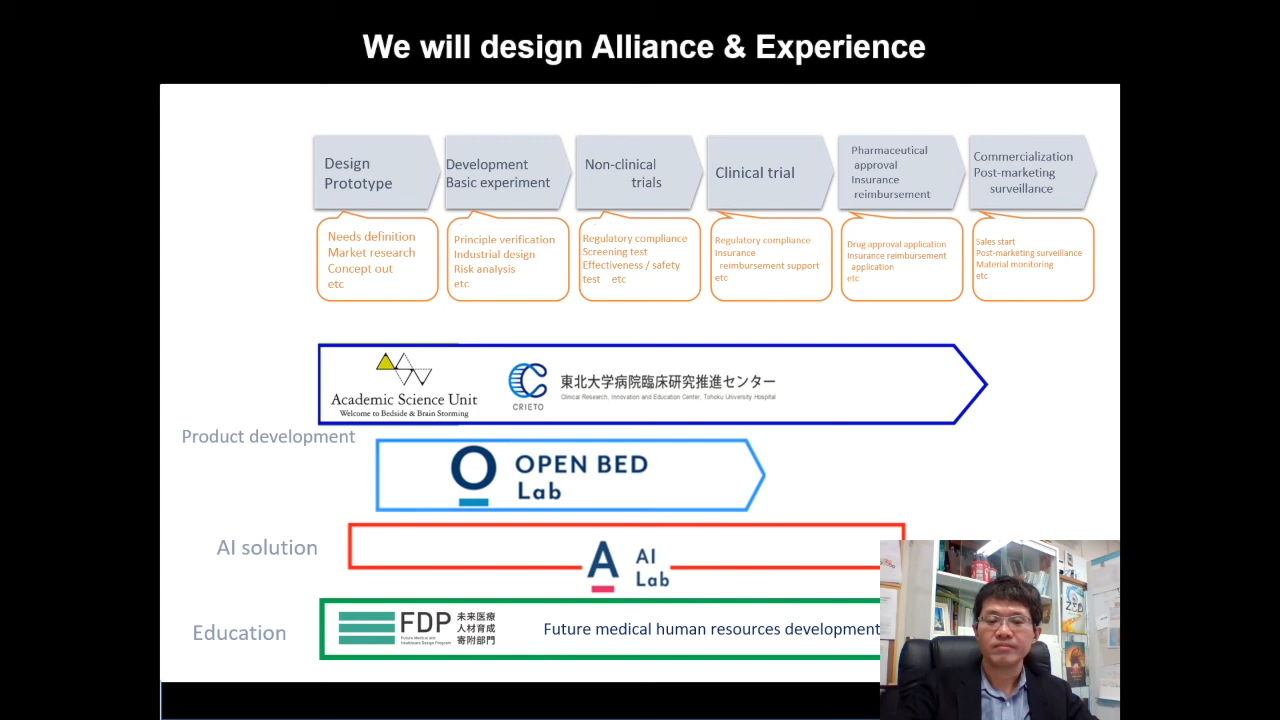 We will design Alliance & Experience
Design
Prototype
Development
Basic experiment
Non-clinical
trials
Clinical trial
Pharmaceutical
approval
Insurance
reimbursement
Commercialization
Post-marketing
surveillance
Needs definition
Market research
Concept out
etc
Principle verification
Industrial design
Risk analysis
etc
Regulatory compliance
Screening test
Effectiveness / safety
test etc
Regulatory compliance
Insurance
reimbursement support
etc
Drug approval application
Insurance reimbursement
application
etc
Sales start
Post-marketing surveillance
Material monitoring
etc
Academic Science Unit
Welcome to Bedside & Brain Storming
CRIETO
東北大学病院臨床研究推進センター
Clinical Research, Innovation and Education Center, Tohoku University Hospital
Product development
OPEN BED
Lab
AI solution
A AI
Lab
Education
FDP
Future Medical and
Healthcare Design Program
未来医療
人材育成
寄附部門
Future medical human resources development